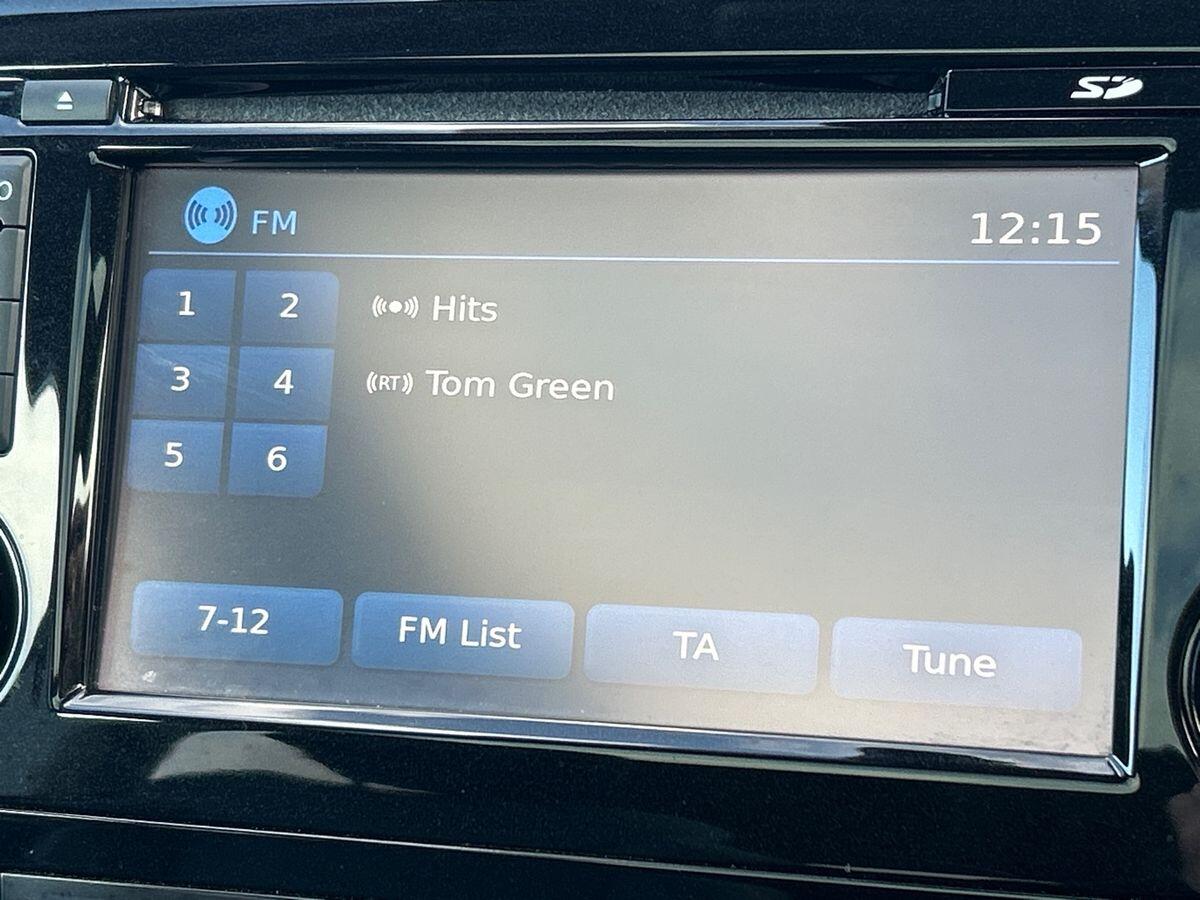 SD
O
FM 12:15
1 2 Hits
3 4 (RT) Tom Green
5 6
7-12 FM List TA Tune